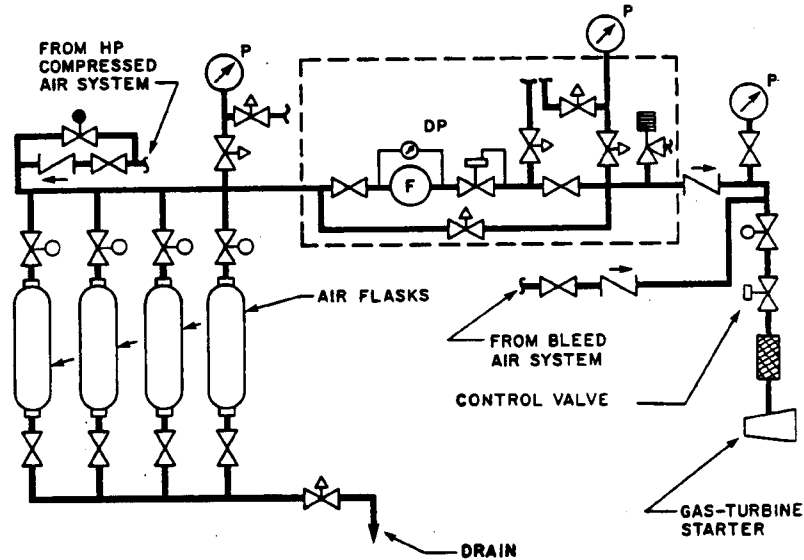 FROM HP
COMPRESSED
AIR SYSTEM
P
P
P
DP
F
AIR FLASKS
FROM BLEED
AIR SYSTEM
CONTROL VALVE
GAS-TURBINE
STARTER
DRAIN